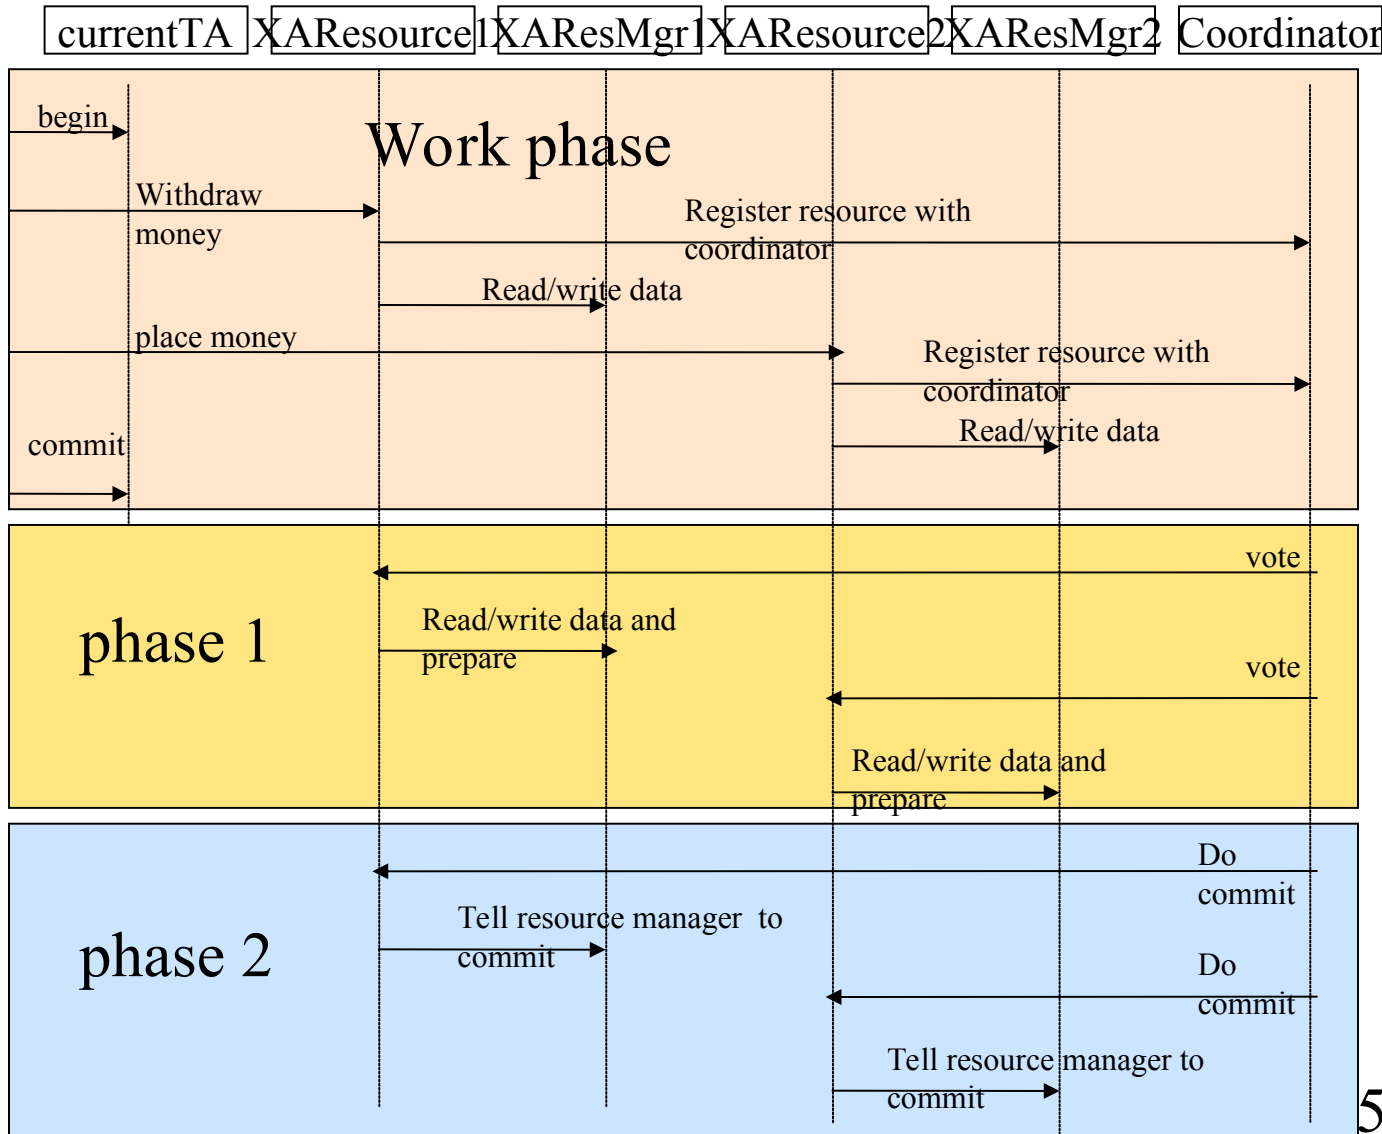 currentTA XAResource1 XAResMgr1 XAResource2 XAResMgr2 Coordinator
begin
Work phase
Withdraw
money
Register resource with
coordinator
Read/write data
place money
Register resource with
coordinator
Read/write data
commit
vote
Read/write data and
prepare
phase 1
vote
Read/write data and
prepare
Do
commit
Tell resource manager to
commit
phase 2
Do
commit
Tell resource manager to
commit
5